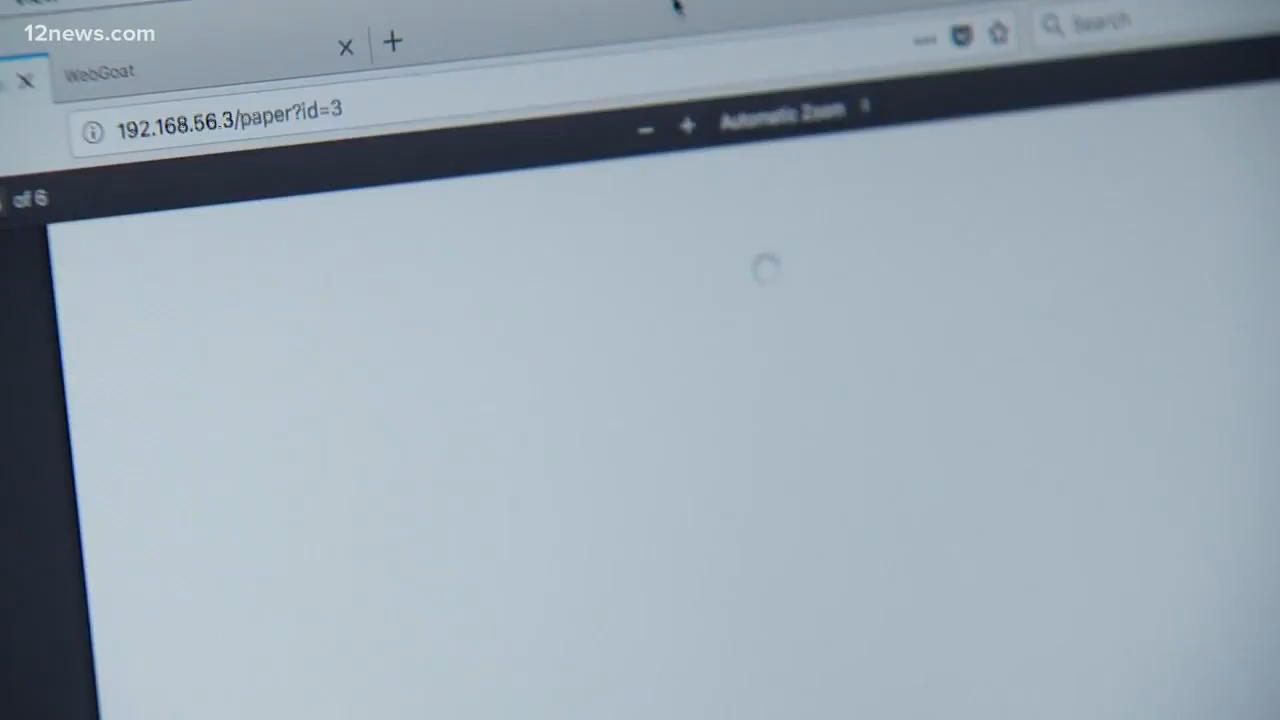 12news.com
WebGoat
192.168.56.3/paper?id=3
Search
Automatic Zoom
of 6